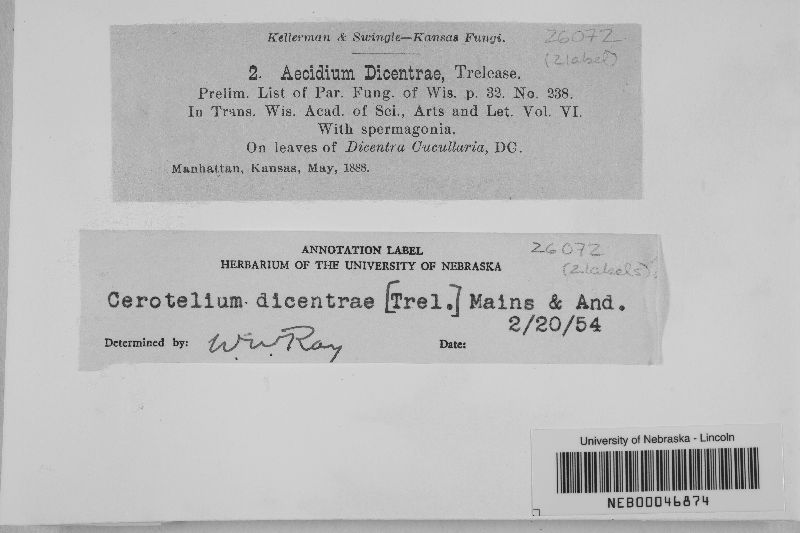 Kellerman & Swingle—Kansas Fungi.
26072
(2 label)
2. Aecidium Dicentrae, Trelease.
Prelim. List of Par. Fung. of Wis. p. 32. No. 238.
In Trans. Wis. Acad. of Sci., Arts and Let. Vol. VI.
With spermagonia.
On leaves of Dicentra Cucullaria, DC.
Manhattan, Kansas, May, 1888.
ANNOTATION LABEL
26072
HERBARIUM OF THE UNIVERSITY OF NEBRASKA
(2 labels)
Cerotelium dicentrae [Trel.] Mains & And.
2/20/54
Determined by: W.W. Ray Date:
University of Nebraska - Lincoln
NEB00046874